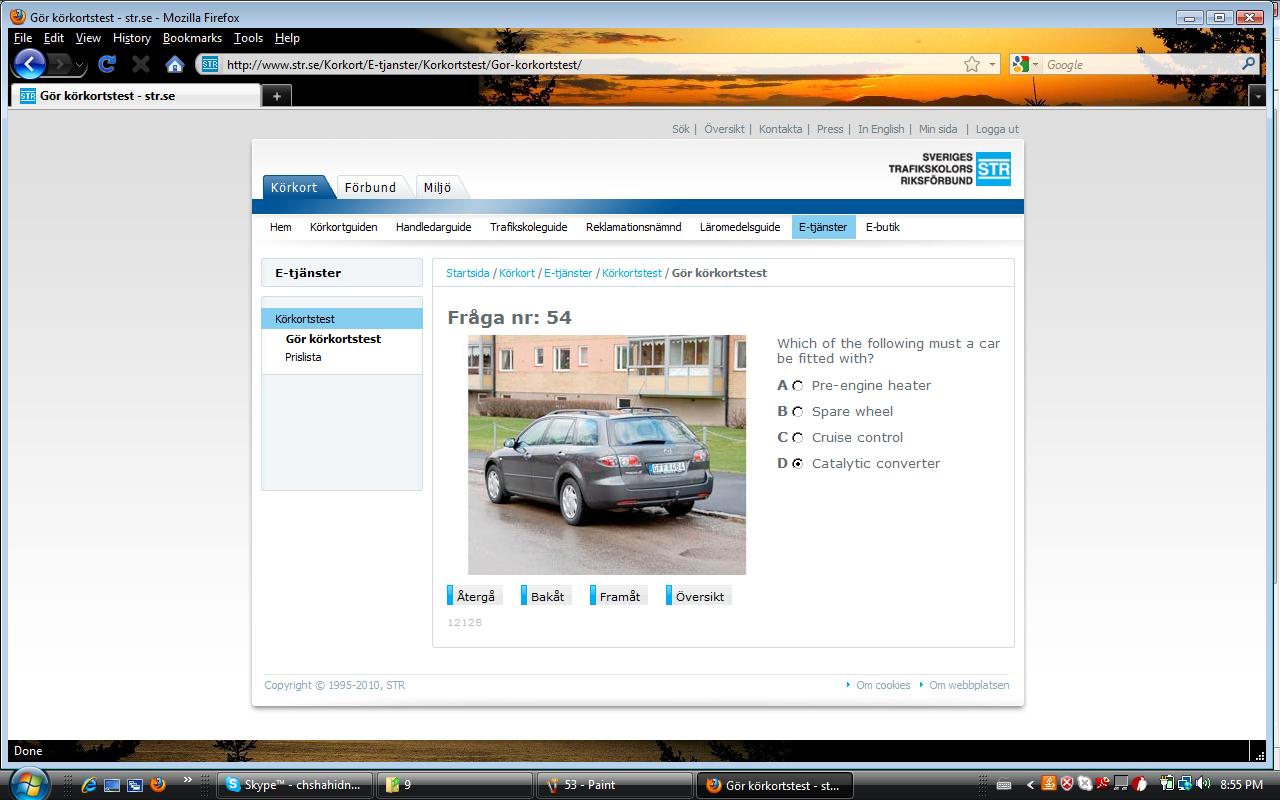 Gör körkortstest - str.se - Mozilla Firefox
File Edit View History Bookmarks Tools Help
STR http://www.str.se/Korkort/E-tjanster/Korkortstest/Gor-korkortstest/ Google
STR Gör körkortstest - str.se
Sök | Översikt | Kontakta | Press | In English | Min sida | Logga ut
SVERIGES
TRAFIKSKOLORS
RIKSFÖRBUND
STR
Körkort Förbund Miljö
Hem Körkortguiden Handledarguide Trafikskoleguide Reklamationsnämnd Läromedelsguide E-tjänster E-butik
E-tjänster
Körkortstest
Gör körkortstest
Prislista
Startsida / Körkort / E-tjänster / Körkortstest / Gör körkortstest
Fråga nr: 54
Which of the following must a car
be fitted with?
A Pre-engine heater
B Spare wheel
C Cruise control
D Catalytic converter
Återgå Bakåt Framåt Översikt
12128
Copyright © 1995-2010, STR
Om cookies Om webbplatsen
Done
Skype™ - chshahidn... 9 53 - Paint Gör körkortstest - st... 8:55 PM